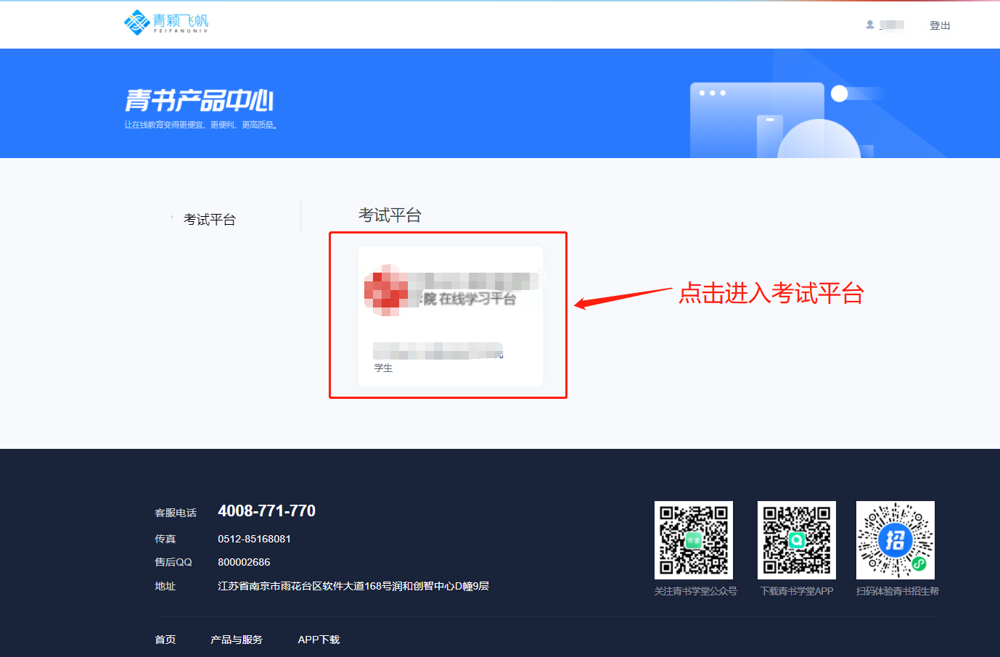 青颖飞帆
FEIFANUNIV
登出
青书产品中心
让在线教育变得更便宜、更便利、更高质量。
考试平台
考试平台
院 在线学习平台
学生
点击进入考试平台
客服电话 4008-771-770
传真 0512-85168081
售后QQ 800002686
地址 江苏省南京市雨花台区软件大道168号润和创智中心D幢9层
招
关注青书学堂公众号 下载青书学堂APP 扫码体验青书招生帮
首页 产品与服务 APP下载